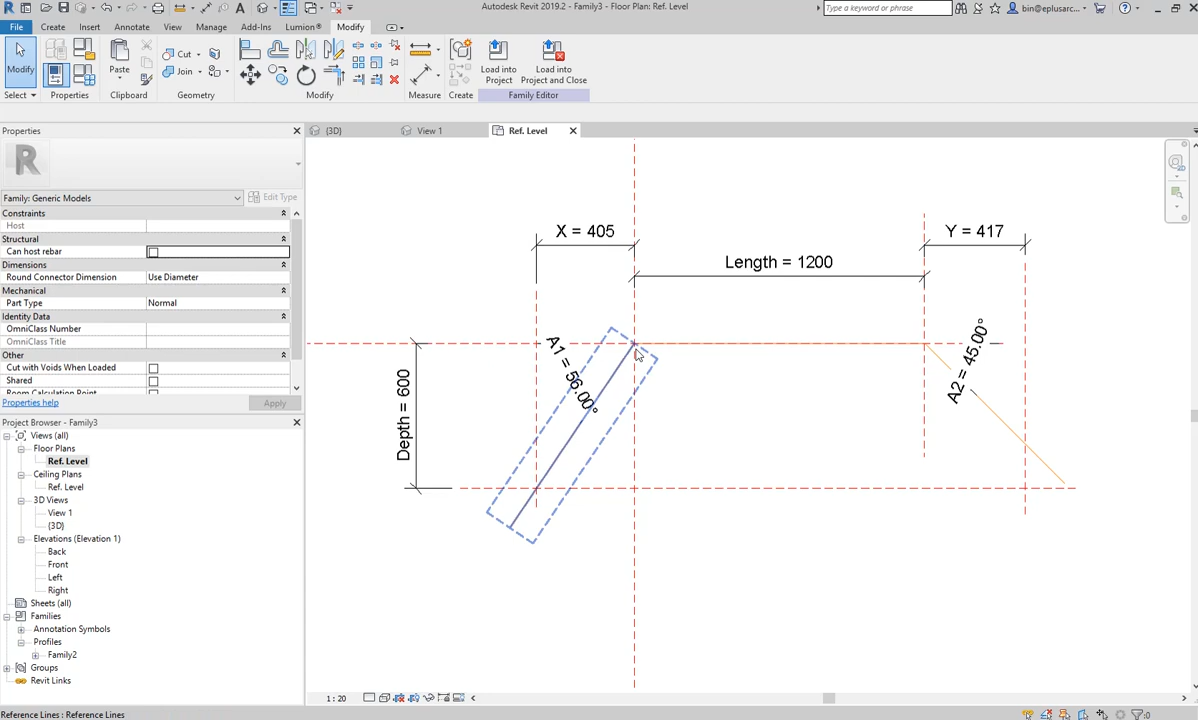 Autodesk Revit 2019.2 - Family3 - Floor Plan: Ref. Level
Type a keyword or phrase
bin@eplusarc...
File Create Insert Annotate View Manage Add-Ins Lumion® Modify
Modify
Paste
Cut
Join
Load into
Project
Load into
Project and Close
Select Properties Clipboard Geometry Modify Measure Create Family Editor
Properties
{3D}
View 1
Ref. Level
Family: Generic Models
Edit Type
Constraints
Host
Structural
Can host rebar
Dimensions
Round Connector Dimension Use Diameter
Mechanical
Part Type Normal
Identity Data
OmniClass Number
OmniClass Title
Other
Cut with Voids When Loaded
Shared
Room Calculation Point
Properties help
Apply
Project Browser - Family3
Views (all)
Floor Plans
Ref. Level
Ceiling Plans
Ref. Level
3D Views
View 1
{3D}
Elevations (Elevation 1)
Back
Front
Left
Right
Sheets (all)
Families
Annotation Symbols
Profiles
Family2
Groups
Revit Links
X = 405
Y = 417
Length = 1200
A1 = 56.00°
A2 = 45.00°
Depth = 600
1 : 20
Reference Lines : Reference Lines
:0